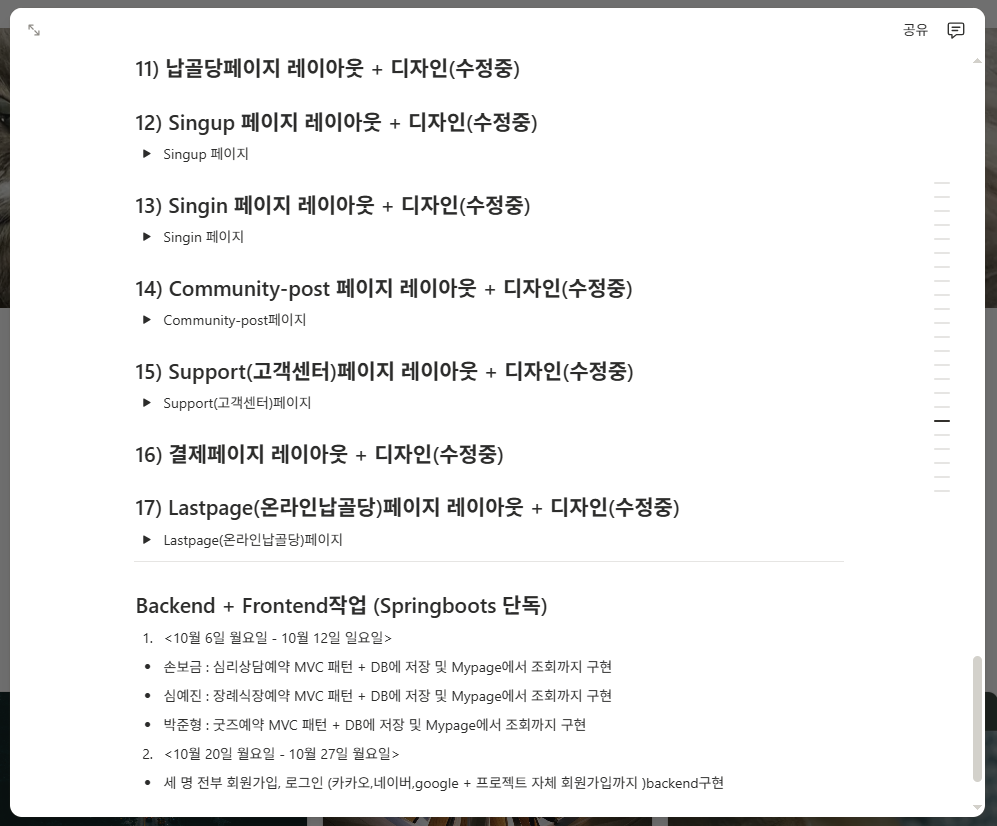 공유
11) 납골당페이지 레이아웃 + 디자인(수정중)
12) Singup 페이지 레이아웃 + 디자인(수정중)
▶ Singup 페이지
13) Singin 페이지 레이아웃 + 디자인(수정중)
▶ Singin 페이지
14) Community-post 페이지 레이아웃 + 디자인(수정중)
▶ Community-post페이지
15) Support(고객센터)페이지 레이아웃 + 디자인(수정중)
▶ Support(고객센터)페이지
16) 결제페이지 레이아웃 + 디자인(수정중)
17) Lastpage(온라인납골당)페이지 레이아웃 + 디자인(수정중)
▶ Lastpage(온라인납골당)페이지
Backend + Frontend작업 (Springboots 단독)
1. <10월 6일 월요일 - 10월 12일 일요일>
• 손보금 : 심리상담예약 MVC 패턴 + DB에 저장 및 Mypage에서 조회까지 구현
• 심예진 : 장례식장예약 MVC 패턴 + DB에 저장 및 Mypage에서 조회까지 구현
• 박준형 : 굿즈예약 MVC 패턴 + DB에 저장 및 Mypage에서 조회까지 구현
2. <10월 20일 월요일 - 10월 27일 월요일>
• 세 명 전부 회원가입, 로그인 (카카오,네이버,google + 프로젝트 자체 회원가입까지 )backend구현